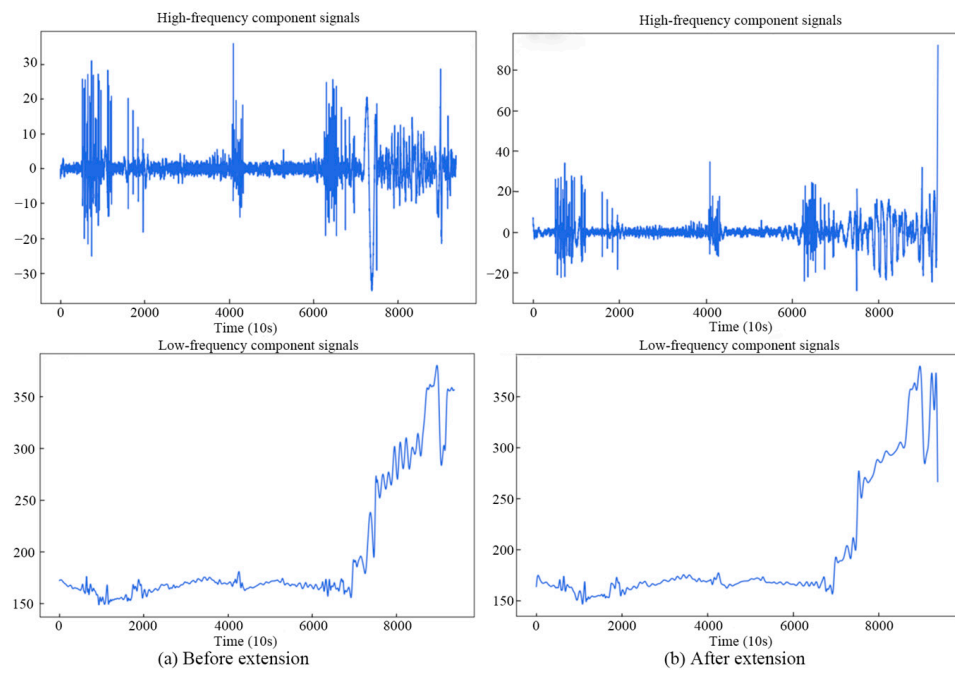 High-frequency component signals
30
20
10
0
−10
−20
−30
0 2000 4000 6000 8000
Time (10s)
Low-frequency component signals
350
300
250
200
150
0 2000 4000 6000 8000
Time (10s)
(a) Before extension
High-frequency component signals
80
60
40
20
0
−20
0 2000 4000 6000 8000
Time (10s)
Low-frequency component signals
350
300
250
200
150
0 2000 4000 6000 8000
Time (10s)
(b) After extension